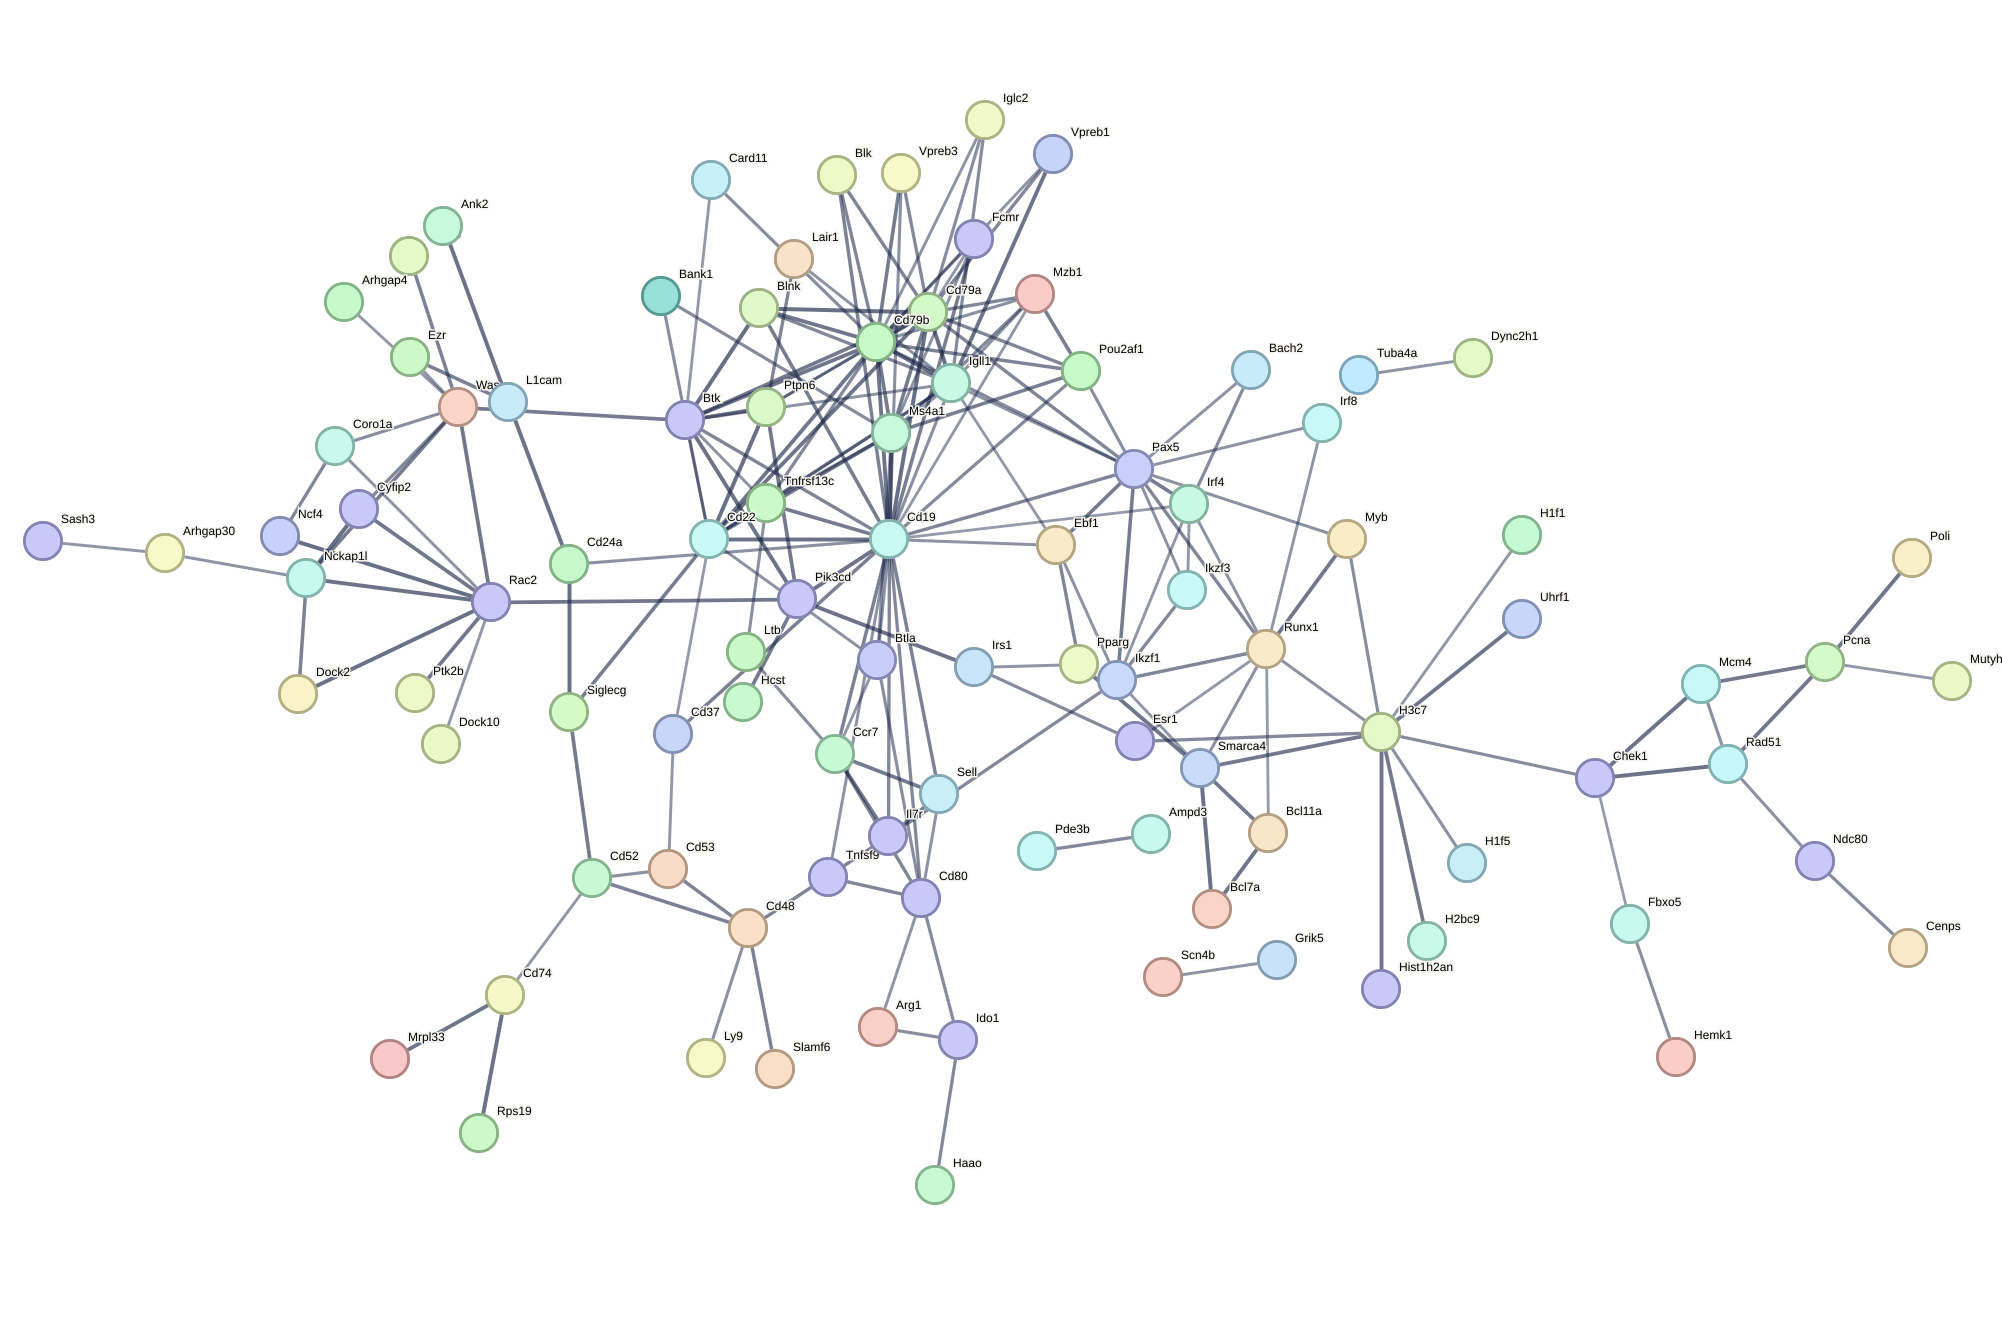 Iglc2
Vpreb1
Card11
Blk
Vpreb3
Ank2
Fcmr
Lair1
Arhgap4
Bank1
Blnk
Mzb1
Cd79a
Cd79b
Ezr
Pou2af1
Bach2
Tuba4a
Dync2h1
Igll1
Was
L1cam
Ptpn6
Btk
Ms4a1
Irf8
Coro1a
Pax5
Cyfip2
Tnfrsf13c
Irf4
Ncf4
Sash3
Arhgap30
Cd22
Cd19
Ebf1
Myb
H1f1
Poli
Nckap1l
Cd24a
Rac2
Pik3cd
Ikzf3
Uhrf1
Ltb
Btla
Irs1
Pparg
Ikzf1
Runx1
Pcna
Dock2
Ptk2b
Siglecg
Hcst
Mcm4
Mutyh
Dock10
Cd37
Ccr7
Esr1
Smarca4
H3c7
Chek1
Rad51
Sell
Il7r
Pde3b
Ampd3
Bcl11a
H1f5
Ndc80
Cd52
Cd53
Tnfsf9
Cd80
Bcl7a
Cd48
H2bc9
Fbxo5
Cenps
Cd74
Scn4b
Grik5
Hist1h2an
Mrpl33
Ly9
Slamf6
Arg1
Ido1
Hemk1
Rps19
Haao